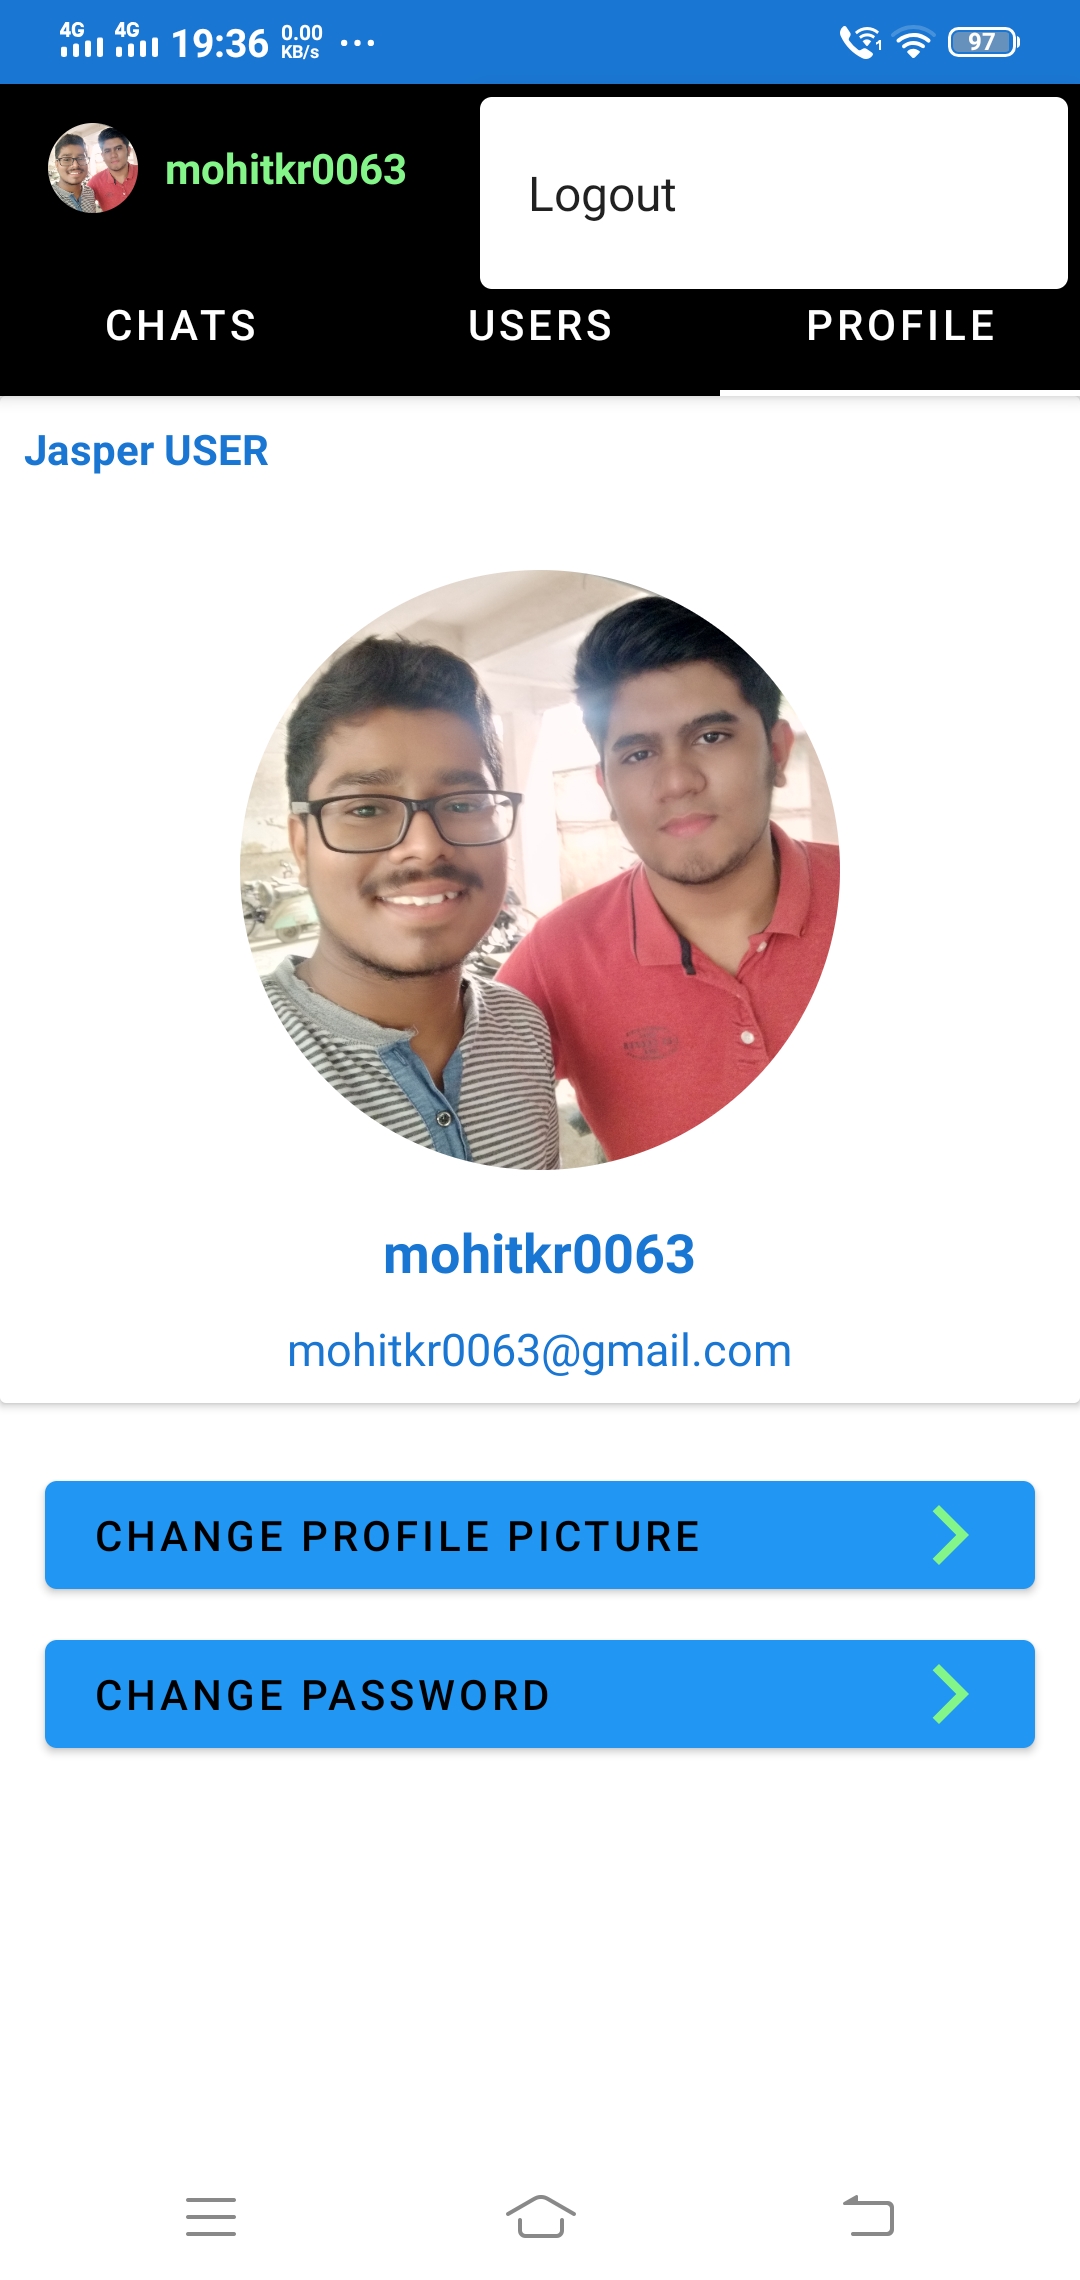 4G 4G 19:36 0.00 KB/s ... 1 97
mohitkr0063
Logout
CHATS USERS PROFILE
Jasper USER
mohitkr0063
mohitkr0063@gmail.com
CHANGE PROFILE PICTURE
CHANGE PASSWORD